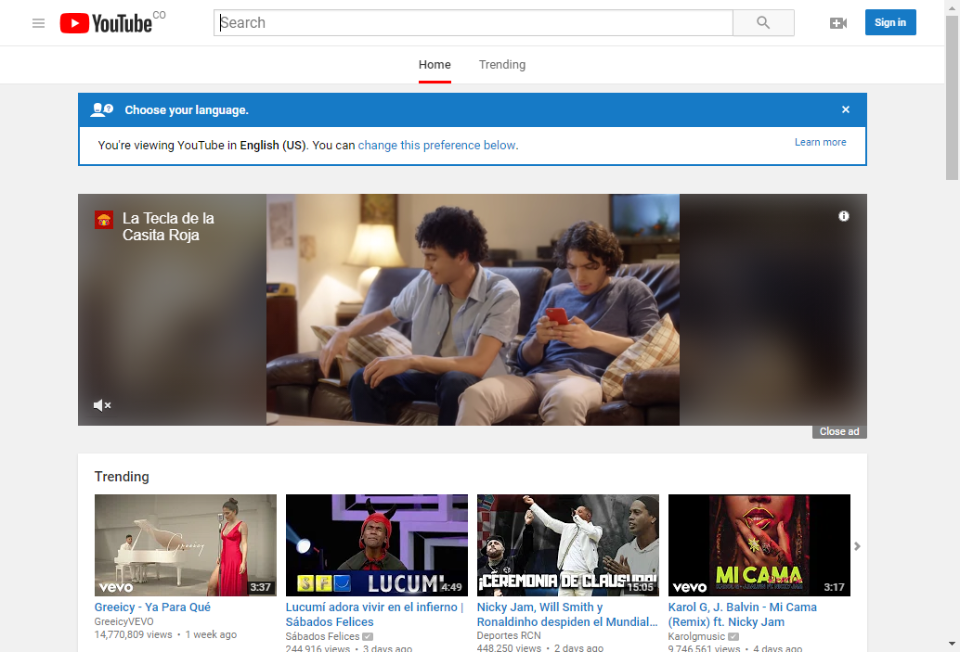 YouTube CO
Search
Sign in
Home
Trending
Choose your language.
×
You're viewing YouTube in English (US). You can change this preference below.
Learn more
La Tecla de la
Casita Roja
Close ad
Trending
Greeicy
vevo
3:37
SF
LUCUMÍ
4:49
¡CEREMONIA DE CLAUSURA!
15:05
MI CAMA
vevo
3:17
Greeicy - Ya Para Qué
GreeicyVEVO
14,770,809 views • 1 week ago
Lucumí adora vivir en el infierno |
Sábados Felices
Sábados Felices
244,916 views • 3 days ago
Nicky Jam, Will Smith y
Ronaldinho despiden el Mundial...
Deportes RCN
448,250 views • 2 days ago
Karol G, J. Balvin - Mi Cama
(Remix) ft. Nicky Jam
Karolgmusic
9,746,561 views • 4 days ago